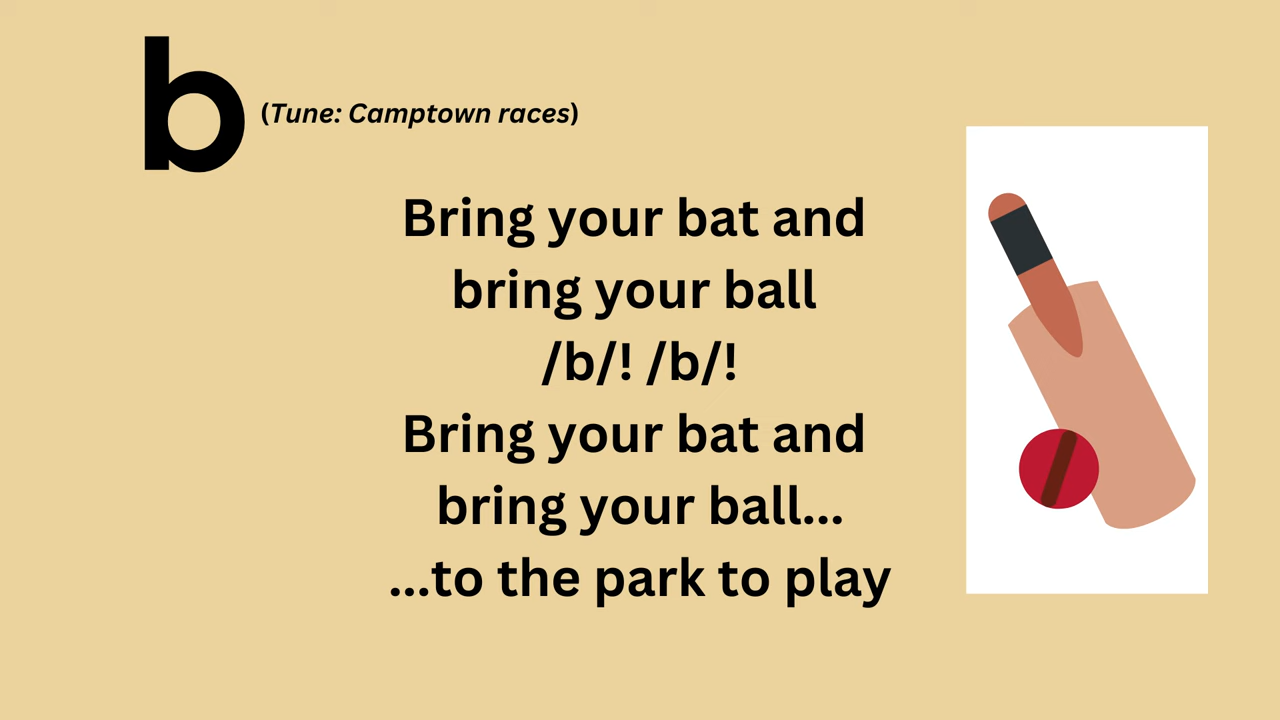 b (Tune: Camptown races)
Bring your bat and
bring your ball
/b/! /b/!
Bring your bat and
bring your ball...
...to the park to play